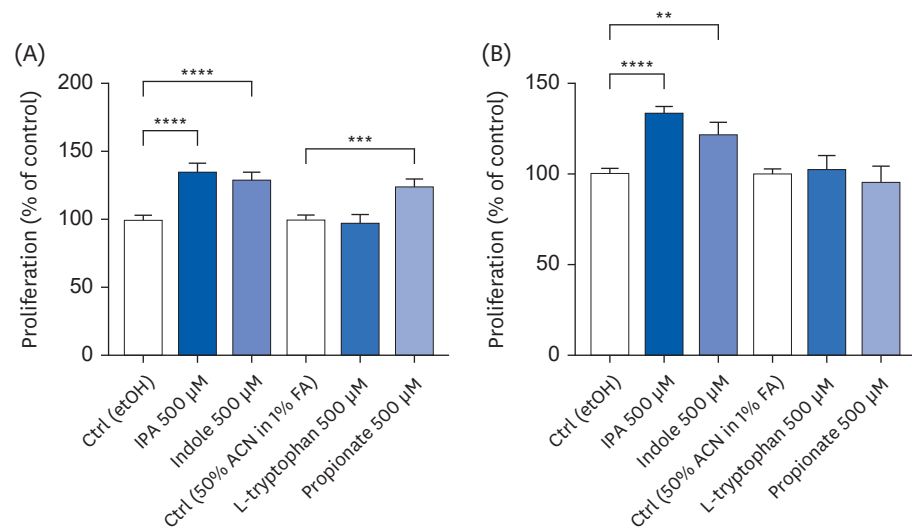 (A)
Proliferation (% of control)
200
150
100
50
0
****
****
***
Ctrl (etOH)
IPA 500 µM
Indole 500 µM
Ctrl (50% ACN in 1% FA)
L-tryptophan 500 µM
Propionate 500 µM
(B)
Proliferation (% of control)
150
100
50
0
**
****
Ctrl (etOH)
IPA 500 µM
Indole 500 µM
Ctrl (50% ACN in 1% FA)
L-tryptophan 500 µM
Propionate 500 µM